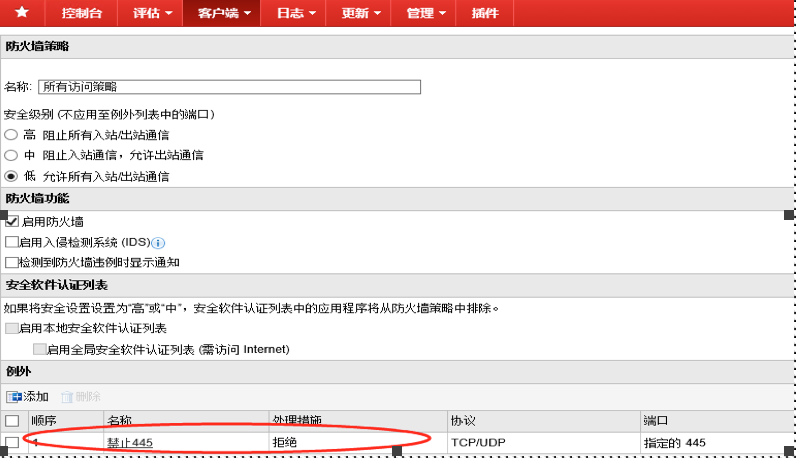 控制台 评估 客户端 日志 更新 管理 插件
防火墙策略
名称: 所有访问策略
安全级别 (不应用至例外列表中的端口)
高 阻止所有入站/出站通信
中 阻止入站通信，允许出站通信
低 允许所有入站/出站通信
防火墙功能
启用防火墙
启用入侵检测系统 (IDS)
检测到防火墙违例时显示通知
安全软件认证列表
如果将安全设置设置为"高"或"中"，安全软件认证列表中的应用程序将从防火墙策略中排除。
启用本地安全软件认证列表
启用全局安全软件认证列表 (需访问 Internet)
例外
添加 删除
顺序 名称 处理措施 协议 端口
1 禁止445 拒绝 TCP/UDP 指定的 445